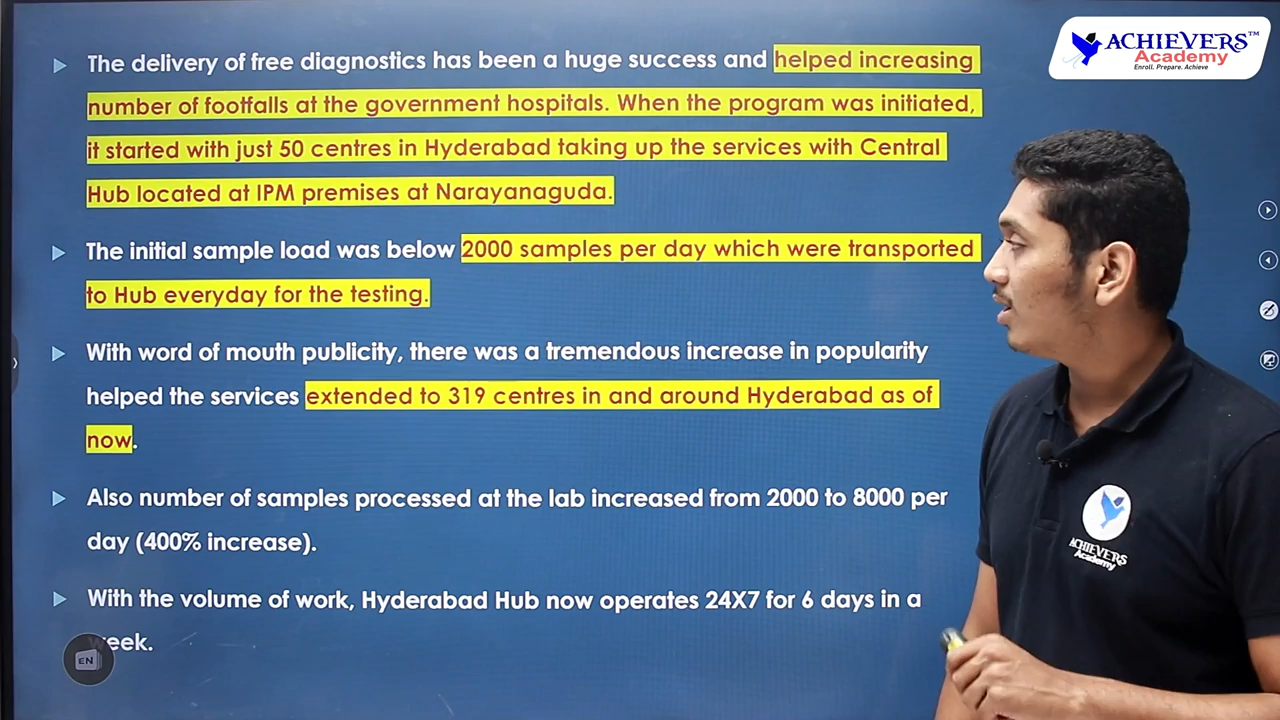 The delivery of free diagnostics has been a huge success and helped increasing
number of footfalls at the government hospitals. When the program was initiated,
it started with just 50 centres in Hyderabad taking up the services with Central
Hub located at IPM premises at Narayanaguda.
The initial sample load was below 2000 samples per day which were transported
to Hub everyday for the testing.
With word of mouth publicity, there was a tremendous increase in popularity
helped the services extended to 319 centres in and around Hyderabad as of
now.
Also number of samples processed at the lab increased from 2000 to 8000 per
day (400% increase).
With the volume of work, Hyderabad Hub now operates 24X7 for 6 days in a
week.
EN
ACHIEVERS™
Academy
Enroll. Prepare. Achieve
ACHIEVERS
Academy